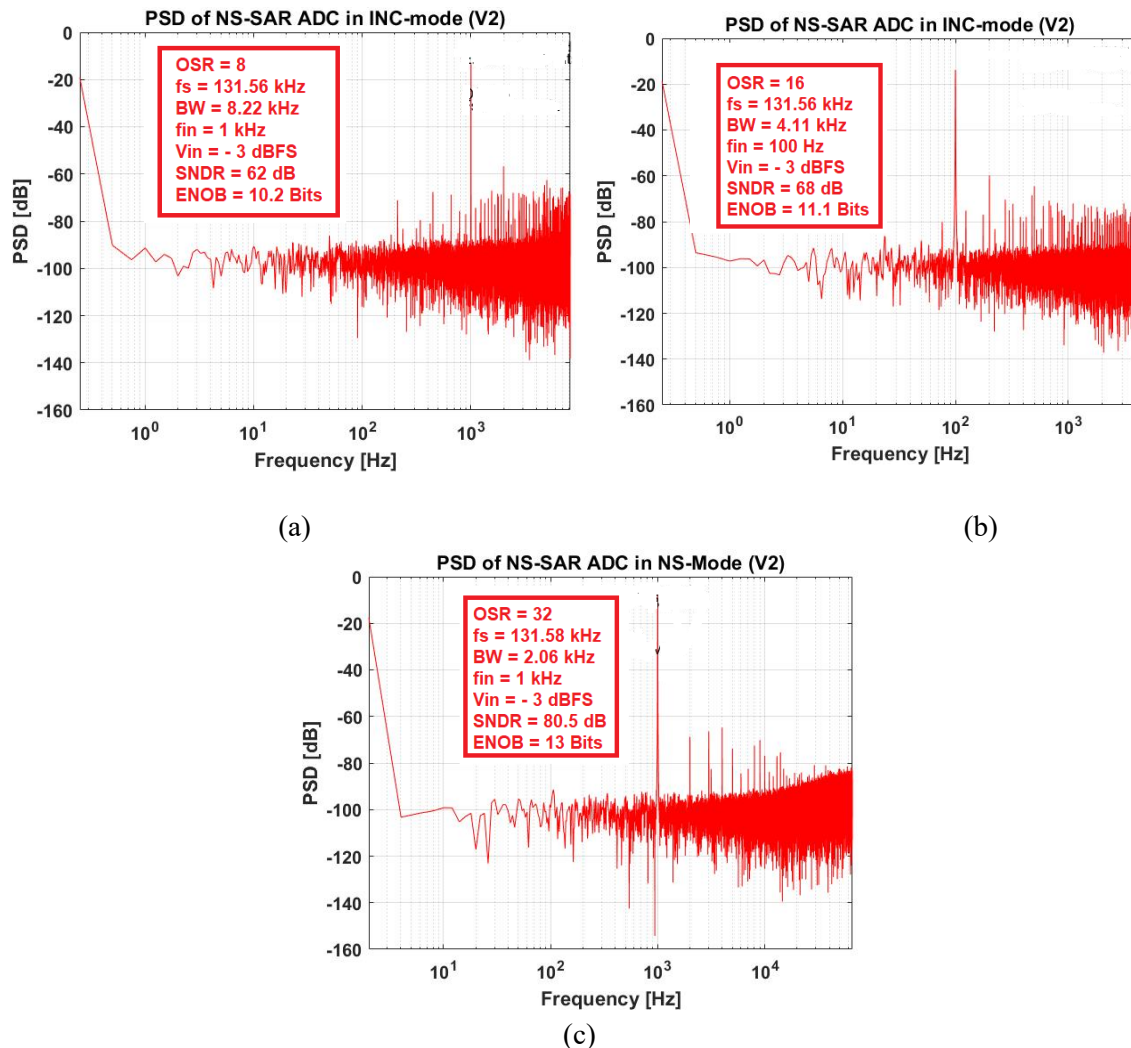 PSD of NS-SAR ADC in INC-mode (V2)
0
-20
-40
-60
-80
-100
-120
-140
-160
PSD [dB]
OSR = 8
fs = 131.56 kHz
BW = 8.22 kHz
fin = 1 kHz
Vin = - 3 dBFS
SNDR = 62 dB
ENOB = 10.2 Bits
10^0 10^1 10^2 10^3
Frequency [Hz]
(a)
PSD of NS-SAR ADC in INC-mode (V2)
0
-20
-40
-60
-80
-100
-120
-140
-160
PSD [dB]
OSR = 16
fs = 131.56 kHz
BW = 4.11 kHz
fin = 100 Hz
Vin = - 3 dBFS
SNDR = 68 dB
ENOB = 11.1 Bits
10^0 10^1 10^2 10^3
Frequency [Hz]
(b)
PSD of NS-SAR ADC in NS-Mode (V2)
0
-20
-40
-60
-80
-100
-120
-140
-160
PSD [dB]
OSR = 32
fs = 131.58 kHz
BW = 2.06 kHz
fin = 1 kHz
Vin = - 3 dBFS
SNDR = 80.5 dB
ENOB = 13 Bits
10^1 10^2 10^3 10^4
Frequency [Hz]
(c)